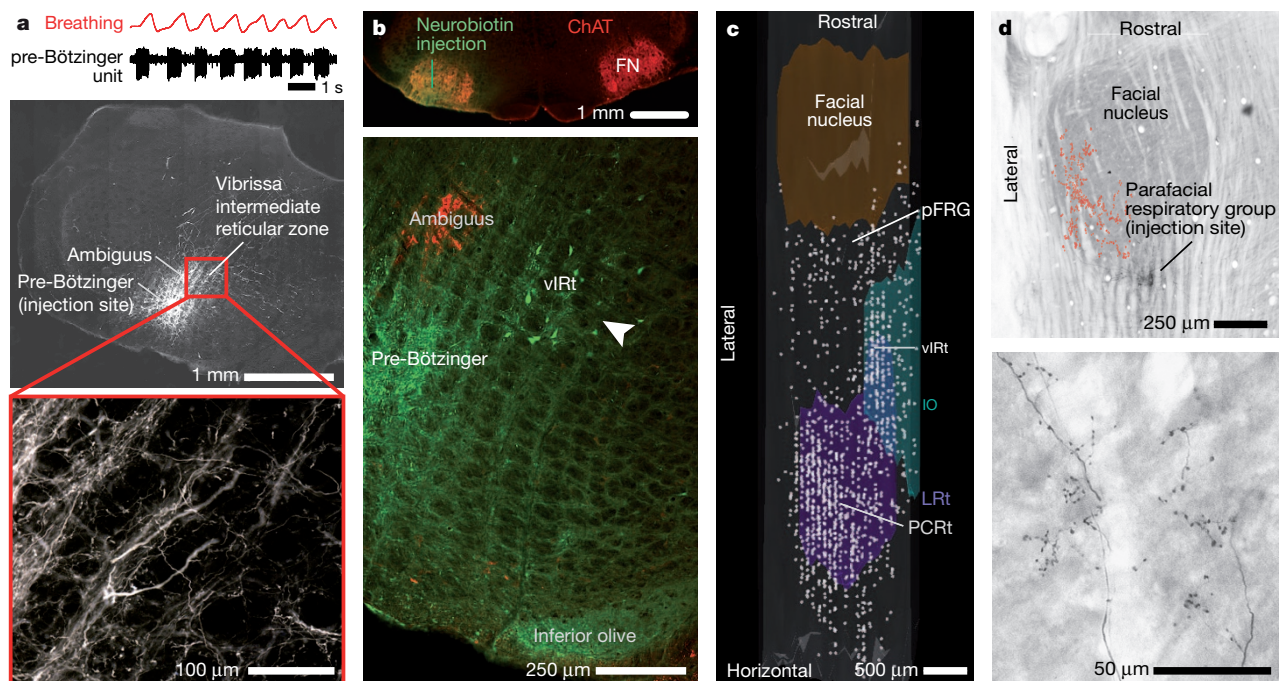 a
Breathing
pre-Bötzinger
unit
1 s
Vibrissa
intermediate
reticular zone
Ambiguus
Pre-Bötzinger
(injection site)
1 mm
100 μm
b
Neurobiotin
injection
ChAT
FN
1 mm
Ambiguus
vIRt
Pre-Bötzinger
Inferior olive
250 μm
c
Rostral
Facial
nucleus
Lateral
pFRG
vIRt
IO
LRt
PCRt
Horizontal
500 μm
d
Rostral
Facial
nucleus
Lateral
Parafacial
respiratory group
(injection site)
250 μm
50 μm